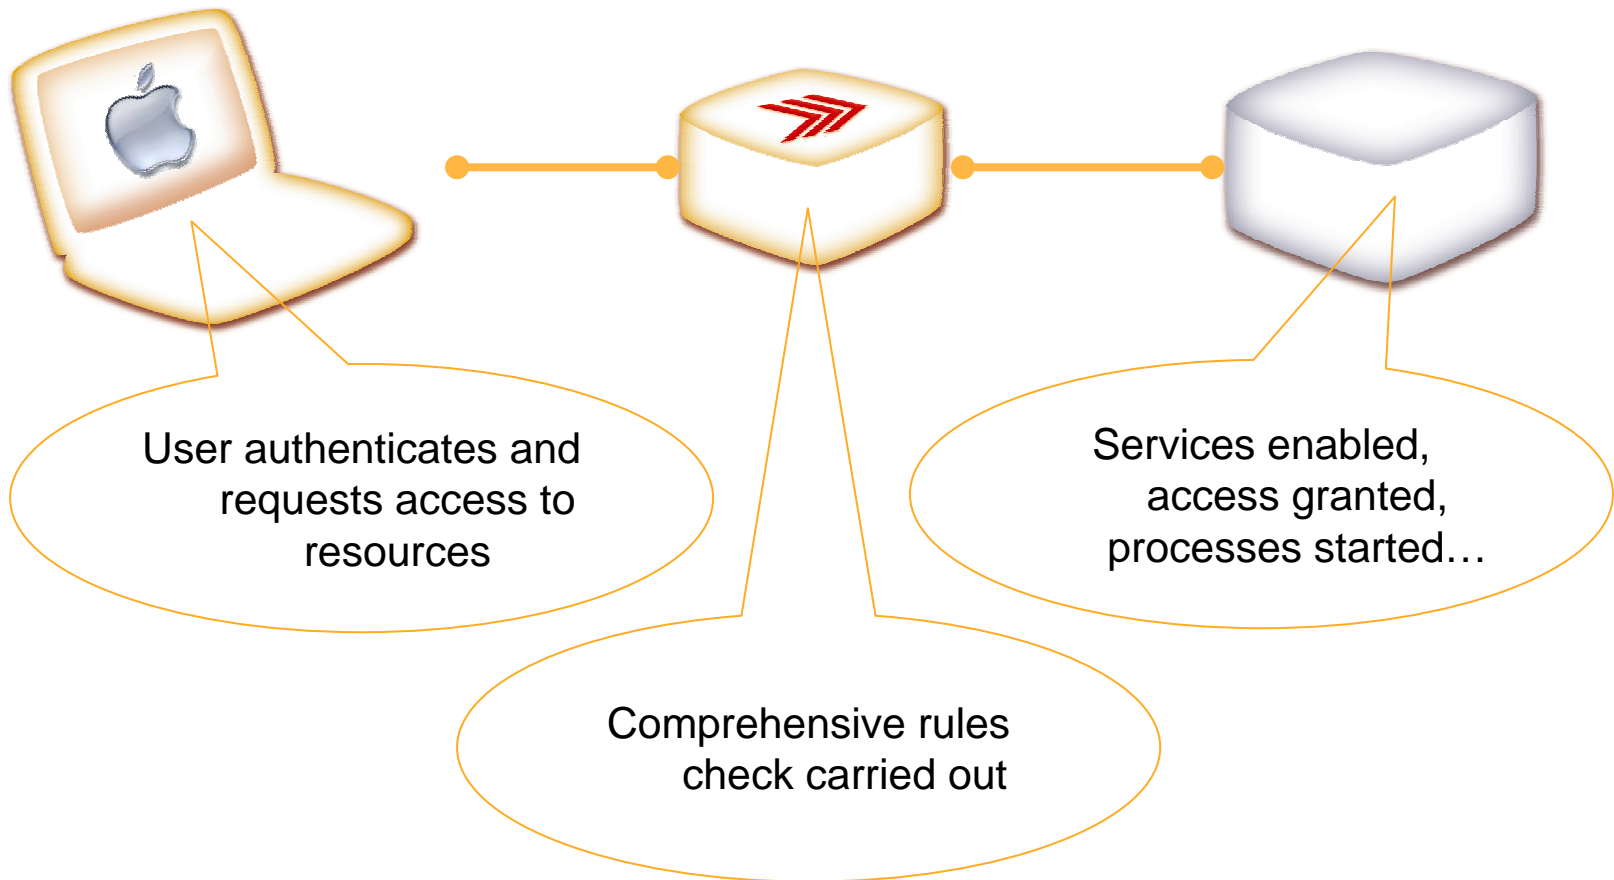 User authenticates and
requests access to
resources
Services enabled,
access granted,
processes started…
Comprehensive rules
check carried out